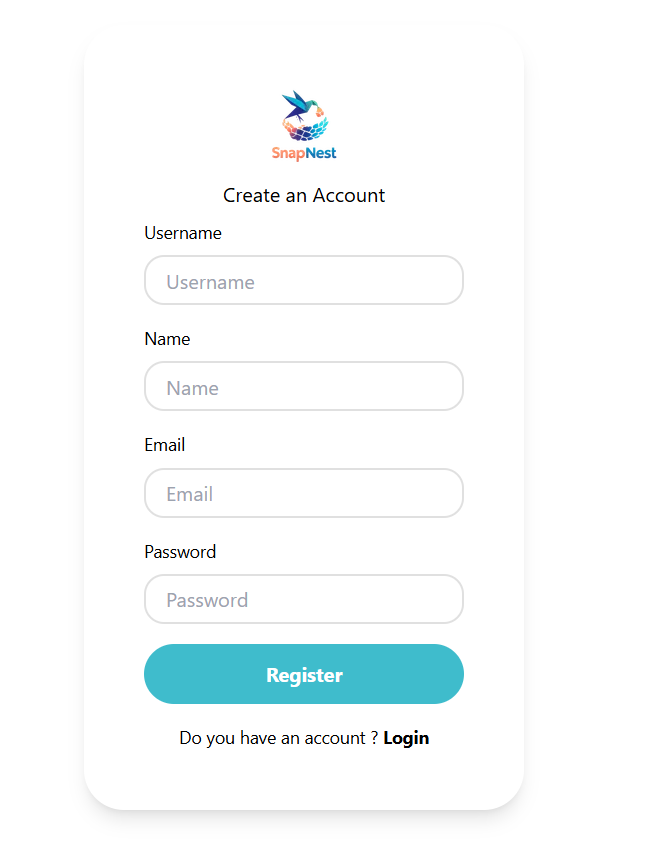 SnapNest
Create an Account
Username
Username
Name
Name
Email
Email
Password
Password
Register
Do you have an account ? Login